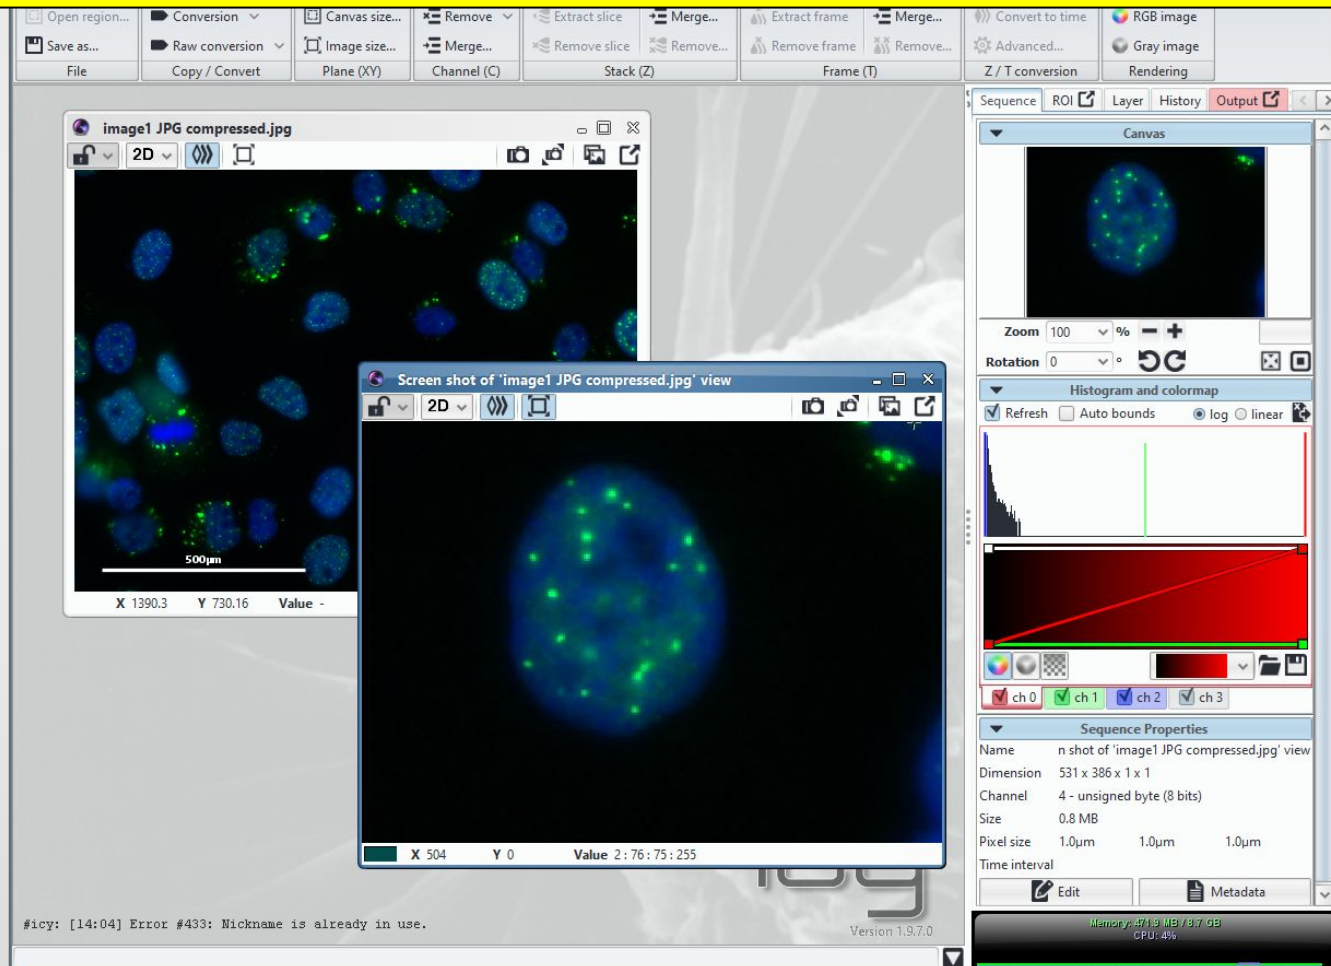 Open region... Conversion Canvas size... Remove Extract slice Merge... Extract frame Merge... Convert to time RGB image
Save as... Raw conversion Image size... Merge... Remove slice Remove... Remove frame Remove... Advanced... Gray image
File Copy / Convert Plane (XY) Channel (C) Stack (Z) Frame (T) Z / T conversion Rendering
image1 JPG compressed.jpg
2D
500µm
X 1390.3 Y 730.16 Value -
Screen shot of 'image1 JPG compressed.jpg' view
2D
X 504 Y 0 Value 2 : 76 : 75 : 255
Version 1.9.7.0
#icy: [14:04] Error #433: Nickname is already in use.
Sequence ROI Layer History Output
Canvas
Zoom 100 %
Rotation 0 °
Histogram and colormap
Refresh Auto bounds log linear
ch 0 ch 1 ch 2 ch 3
Sequence Properties
Name n shot of 'image1 JPG compressed.jpg' view
Dimension 531 x 386 x 1 x 1
Channel 4 - unsigned byte (8 bits)
Size 0.8 MB
Pixel size 1.0µm 1.0µm 1.0µm
Time interval
Edit Metadata
Memory: 471.9 MB / 8.7 GB
CPU: 4%